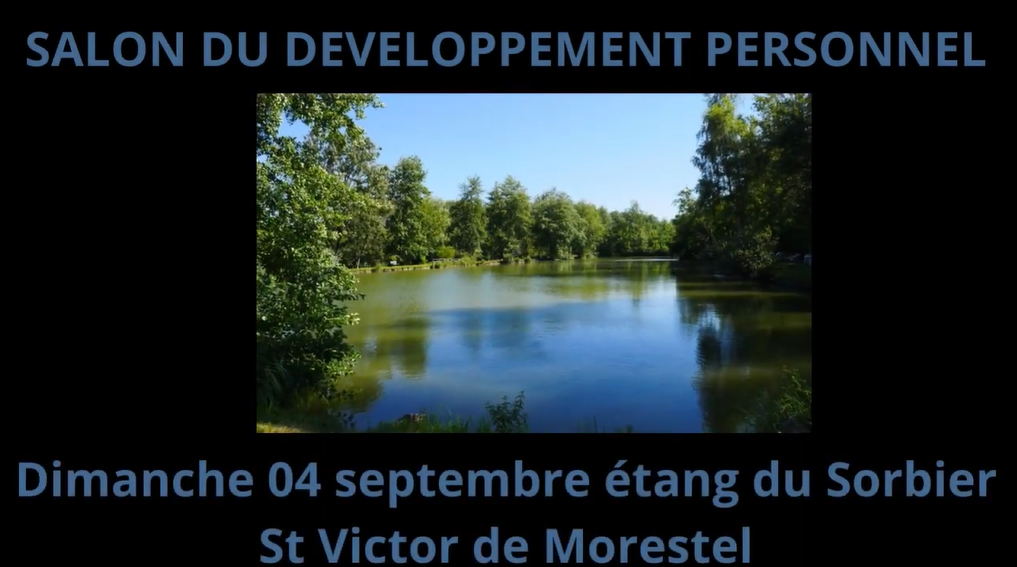 SALON DU DEVELOPPEMENT PERSONNEL
Dimanche 04 septembre étang du Sorbier
St Victor de Morestel